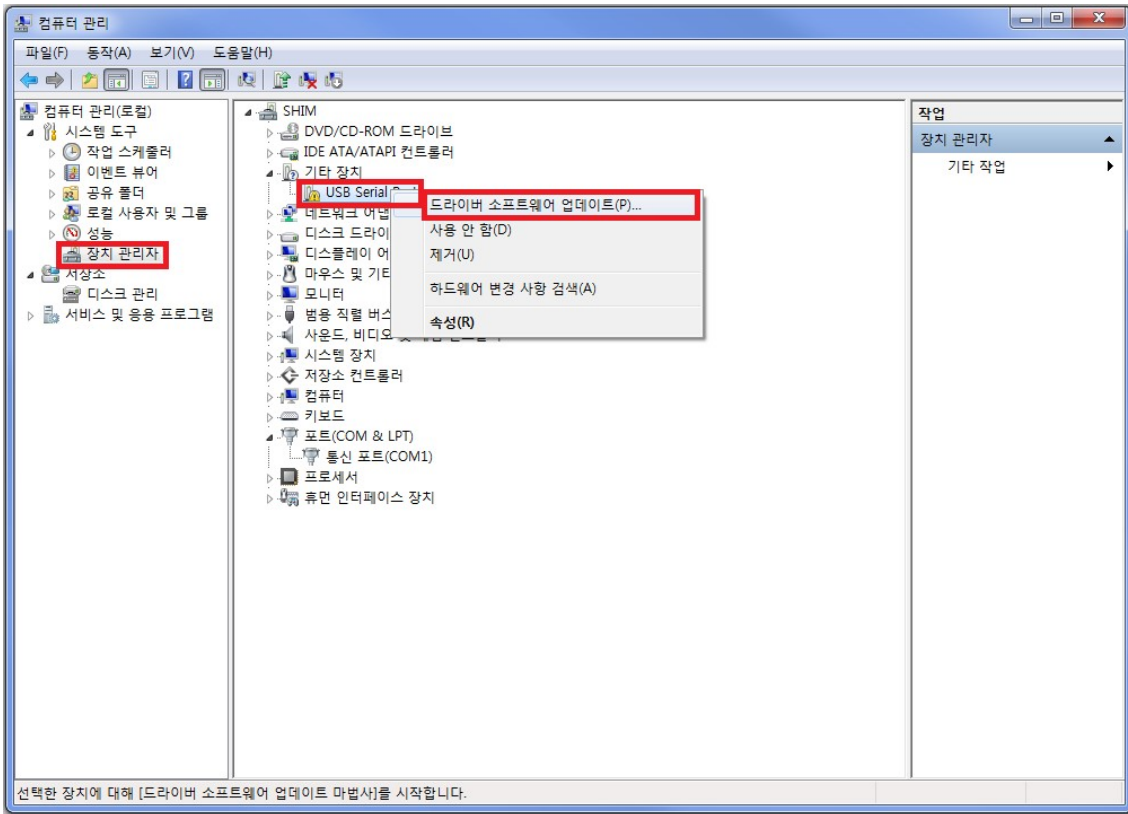 컴퓨터 관리
파일(F) 동작(A) 보기(V) 도움말(H)
컴퓨터 관리(로컬)
시스템 도구
작업 스케줄러
이벤트 뷰어
공유 폴더
로컬 사용자 및 그룹
성능
장치 관리자
저장소
디스크 관리
서비스 및 응용 프로그램
SHIM
DVD/CD-ROM 드라이브
IDE ATA/ATAPI 컨트롤러
기타 장치
USB Serial
네트워크 어댑
디스크 드라이
디스플레이 어
마우스 및 기타
모니터
범용 직렬 버스
사운드, 비디오 및
시스템 장치
저장소 컨트롤러
컴퓨터
키보드
포트(COM & LPT)
통신 포트(COM1)
프로세서
휴먼 인터페이스 장치
드라이버 소프트웨어 업데이트(P)...
사용 안 함(D)
제거(U)
하드웨어 변경 사항 검색(A)
속성(R)
작업
장치 관리자
기타 작업
선택한 장치에 대해 [드라이버 소프트웨어 업데이트 마법사]를 시작합니다.